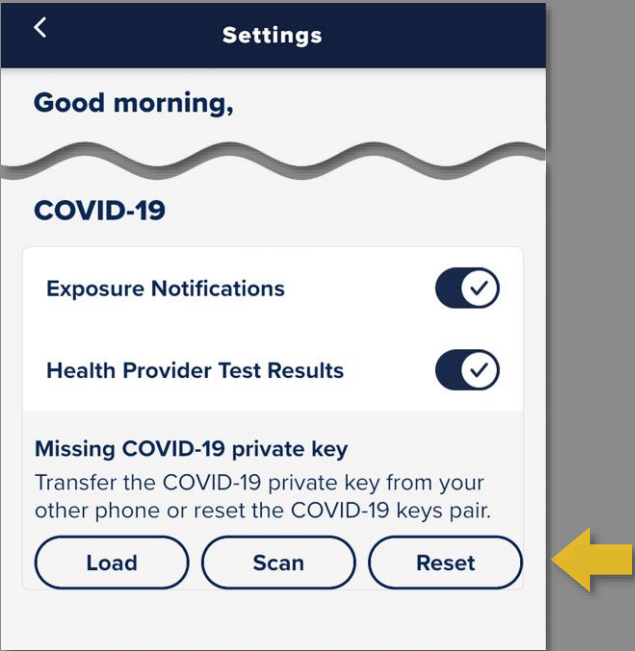 Settings
Good morning,
COVID-19
Exposure Notifications
Health Provider Test Results
Missing COVID-19 private key
Transfer the COVID-19 private key from your
other phone or reset the COVID-19 keys pair.
Load Scan Reset